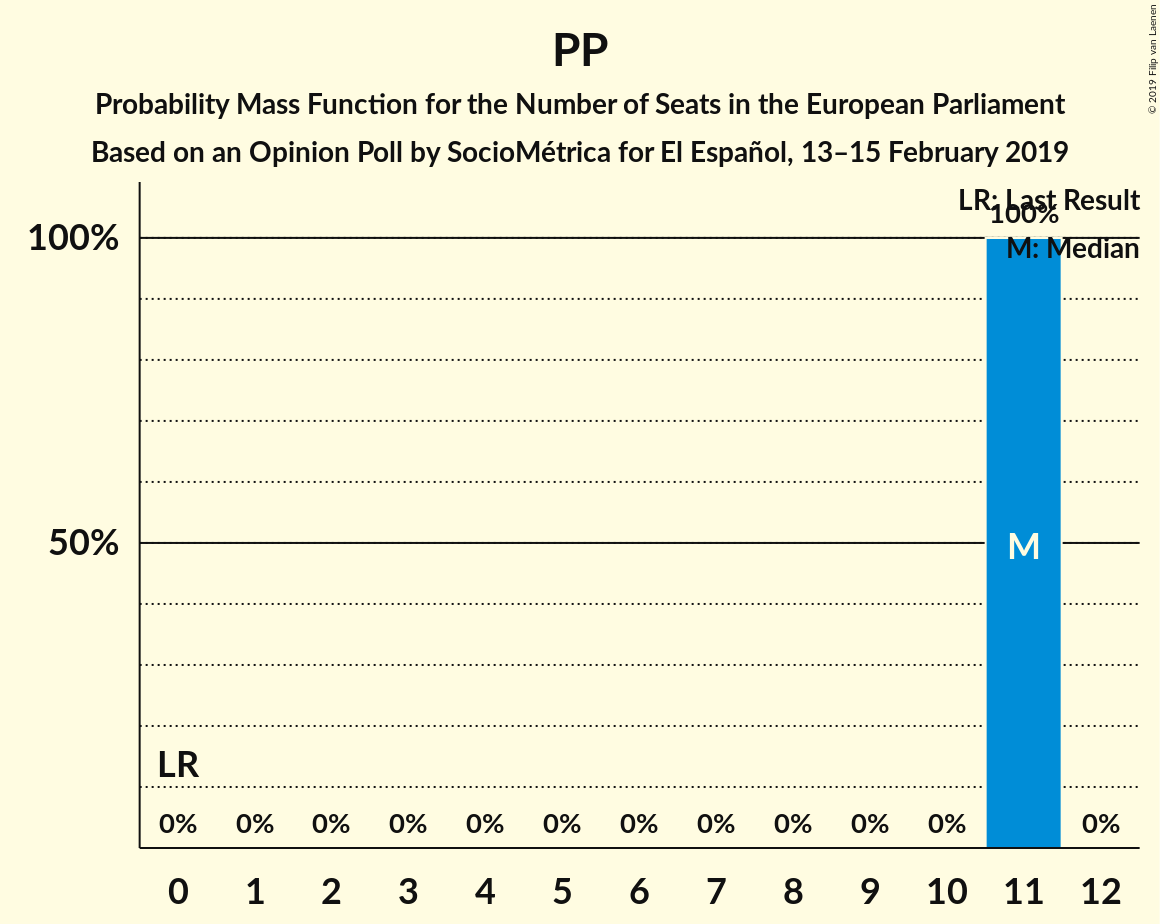 PP
Probability Mass Function for the Number of Seats in the European Parliament
Based on an Opinion Poll by SocioMétrica for El Español, 13–15 February 2019
© 2019 Filip van Laenen
LR: Last Result
100%
M: Median
100%
50%
M
LR
0% 0% 0% 0% 0% 0% 0% 0% 0% 0% 0% 0%
0 1 2 3 4 5 6 7 8 9 10 11 12